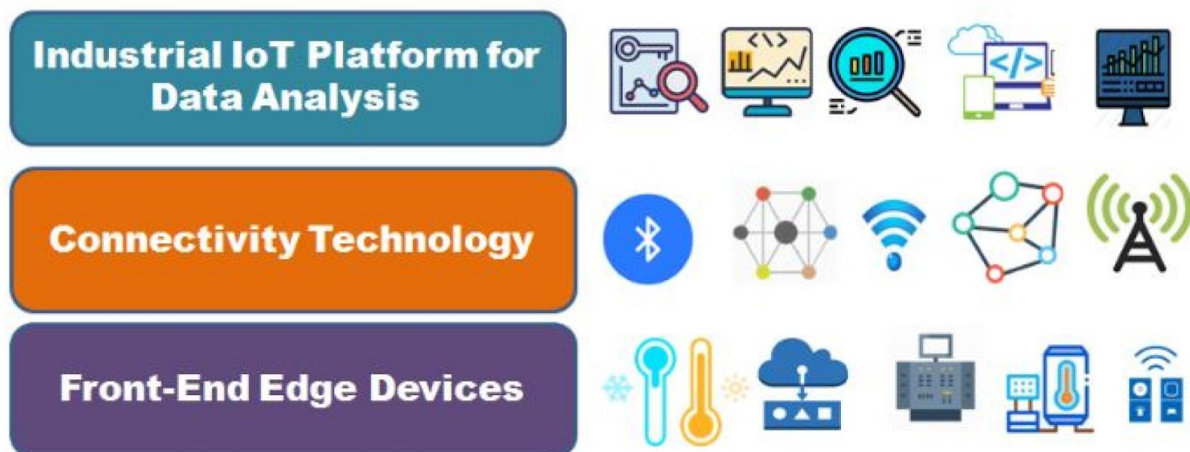 Industrial IoT Platform for
Data Analysis
</>
</>
Connectivity Technology
Front-End Edge Devices